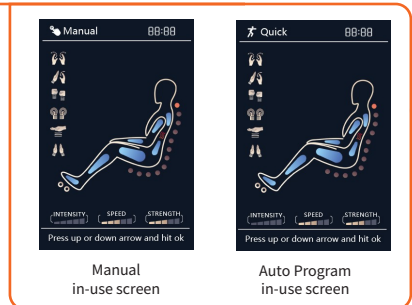 Manual 88:88
INTENSITY SPEED STRENGTH
Press up or down arrow and hit ok
Manual
in-use screen
Quick 88:88
INTENSITY SPEED STRENGTH
Press up or down arrow and hit ok
Auto Program
in-use screen